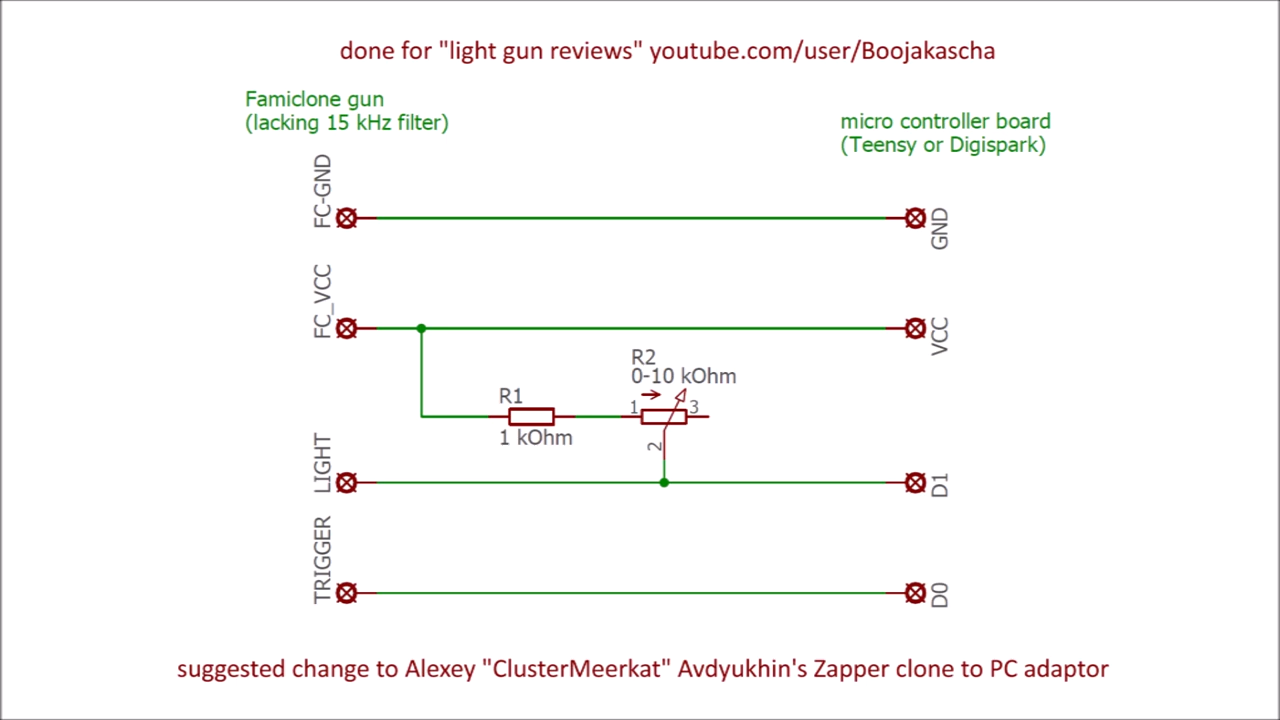 done for "light gun reviews" youtube.com/user/Boojakascha
Famiclone gun
(lacking 15 kHz filter)
micro controller board
(Teensy or Digispark)
FC-GND
GND
FC_VCC
VCC
R2
0-10 kOhm
R1
1
3
1 kOhm
2
LIGHT
D1
TRIGGER
D0
suggested change to Alexey "ClusterMeerkat" Avdyukhin's Zapper clone to PC adaptor